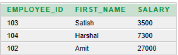 EMPLOYEE_ID FIRST_NAME SALARY
103 Satish 3500
104 Harshal 7300
102 Amit 27000